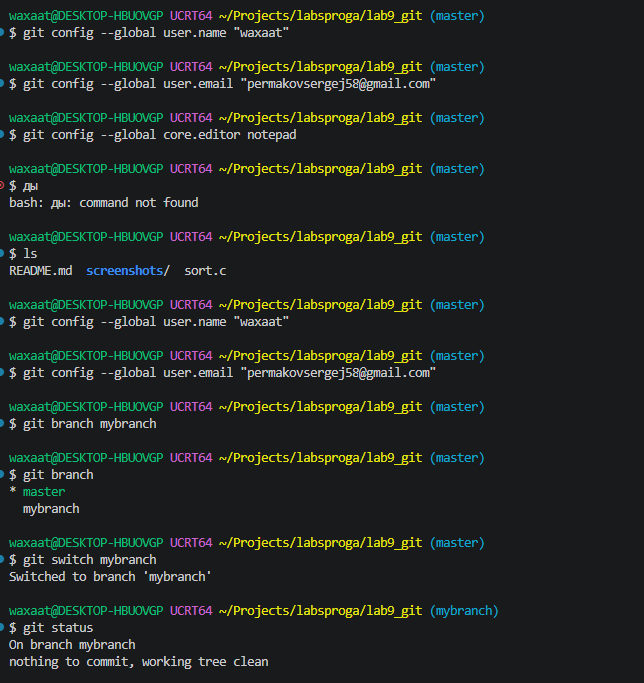 waxaat@DESKTOP-HBUOVGP UCRT64 ~/Projects/labsproga/lab9_git (master)
$ git config --global user.name "waxaat"
waxaat@DESKTOP-HBUOVGP UCRT64 ~/Projects/labsproga/lab9_git (master)
$ git config --global user.email "permakovsergej58@gmail.com"
waxaat@DESKTOP-HBUOVGP UCRT64 ~/Projects/labsproga/lab9_git (master)
$ git config --global core.editor notepad
waxaat@DESKTOP-HBUOVGP UCRT64 ~/Projects/labsproga/lab9_git (master)
$ ды
bash: ды: command not found
waxaat@DESKTOP-HBUOVGP UCRT64 ~/Projects/labsproga/lab9_git (master)
$ ls
README.md  screenshots/  sort.c
waxaat@DESKTOP-HBUOVGP UCRT64 ~/Projects/labsproga/lab9_git (master)
$ git config --global user.name "waxaat"
waxaat@DESKTOP-HBUOVGP UCRT64 ~/Projects/labsproga/lab9_git (master)
$ git config --global user.email "permakovsergej58@gmail.com"
waxaat@DESKTOP-HBUOVGP UCRT64 ~/Projects/labsproga/lab9_git (master)
$ git branch mybranch
waxaat@DESKTOP-HBUOVGP UCRT64 ~/Projects/labsproga/lab9_git (master)
$ git branch
* master
  mybranch
waxaat@DESKTOP-HBUOVGP UCRT64 ~/Projects/labsproga/lab9_git (master)
$ git switch mybranch
Switched to branch 'mybranch'
waxaat@DESKTOP-HBUOVGP UCRT64 ~/Projects/labsproga/lab9_git (mybranch)
$ git status
On branch mybranch
nothing to commit, working tree clean